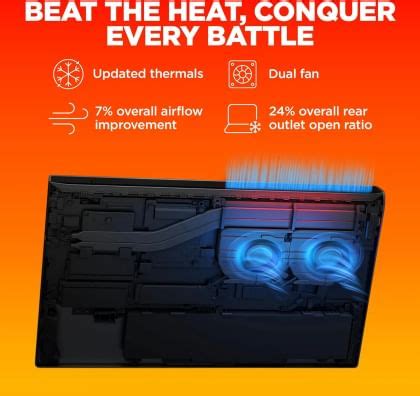 BEAT THE HEAT, CONQUER
EVERY BATTLE
Updated thermals
Dual fan
7% overall airflow
improvement
24% overall rear
outlet open ratio